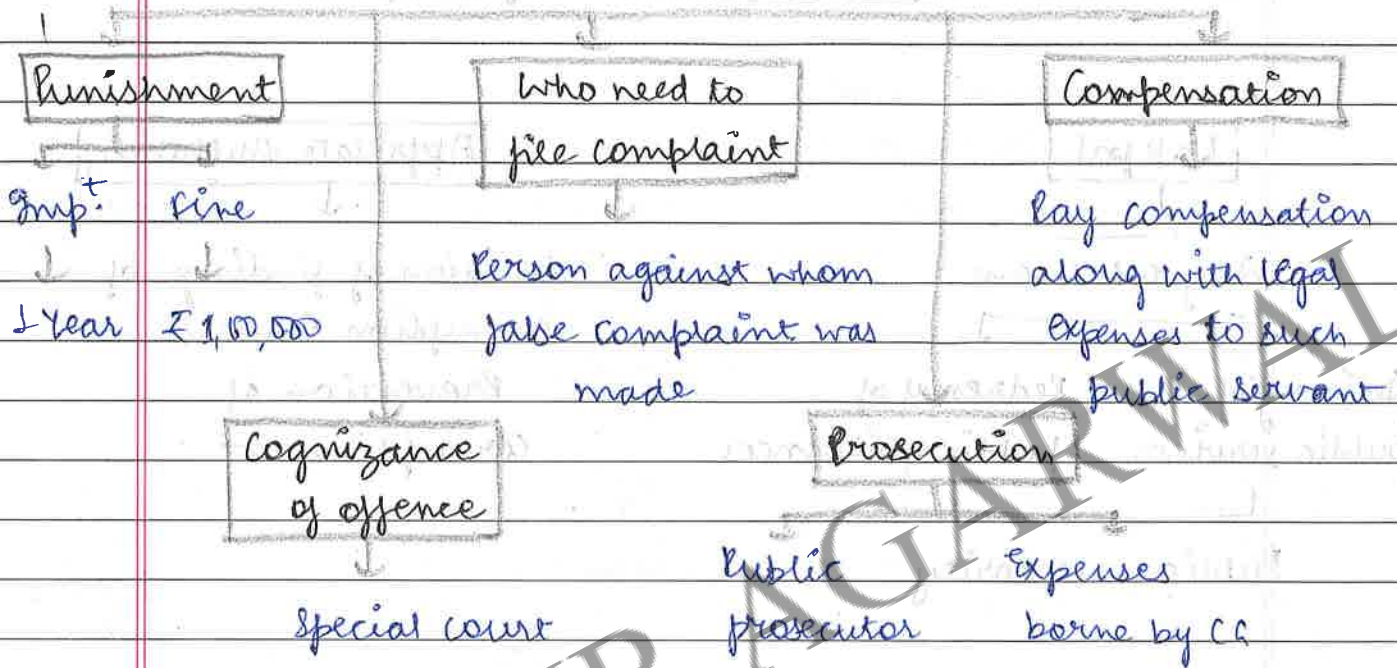 Punishment
Who need to
file complaint
Compensation
Imp.t Fine
1 Year ₹ 1,00,000
Person against whom
false complaint was
made
Pay compensation
along with legal
expenses to such
public servant
Cognizance
of offence
Special court
Prosecution
Public
prosecutor
Expenses
borne by CG
AGARWAL